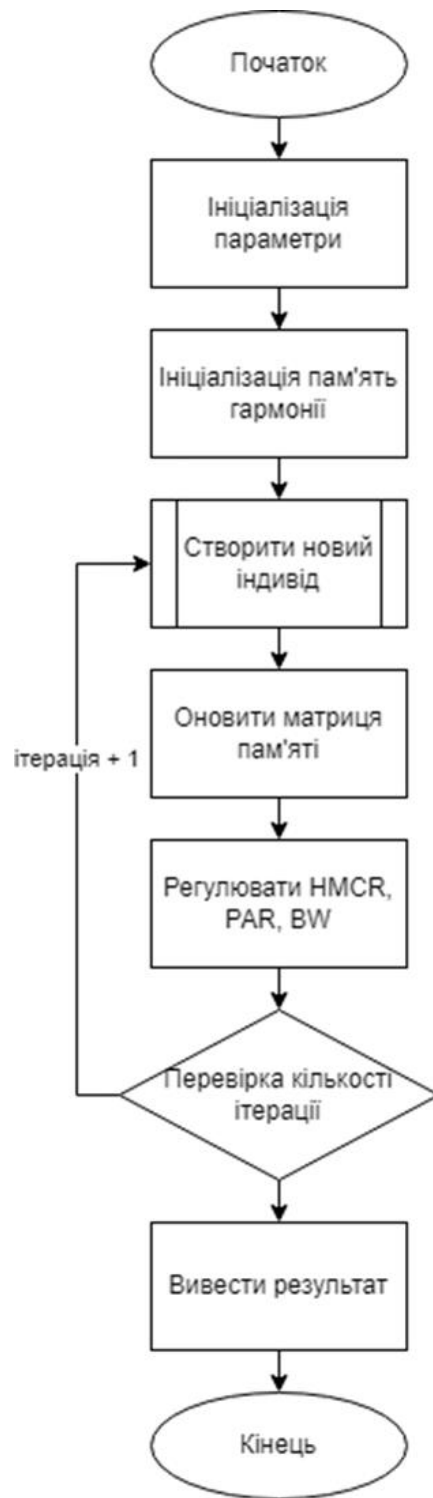 Початок
Ініціалізація
параметри
Ініціалізація пам'ять
гармонії
Створити новий
індивід
Оновити матриця
пам'яті
ітерація + 1
Регулювати HMCR,
PAR, BW
Перевірка кількості
ітерації
Вивести результат
Кінець